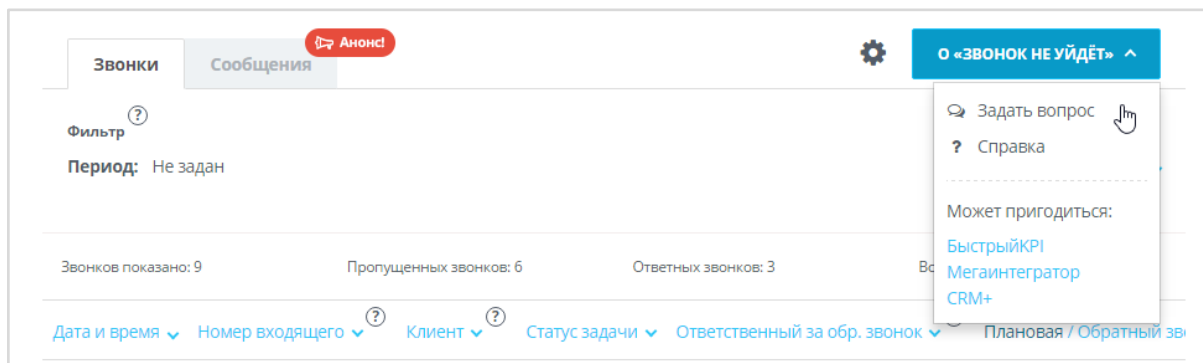 Анонс!
Звонки Сообщения О «ЗВОНОК НЕ УЙДЁТ»
Задать вопрос
Фильтр ?
? Справка
Период: Не задан
Может пригодиться:
БыстрыйKPI
Звонков показано: 9 Пропущенных звонков: 6 Ответных звонков: 3
Мегаинтегратор
CRM+
Дата и время Номер входящего ? Клиент ? Статус задачи Ответственный за обр. звонок Плановая / Обратный